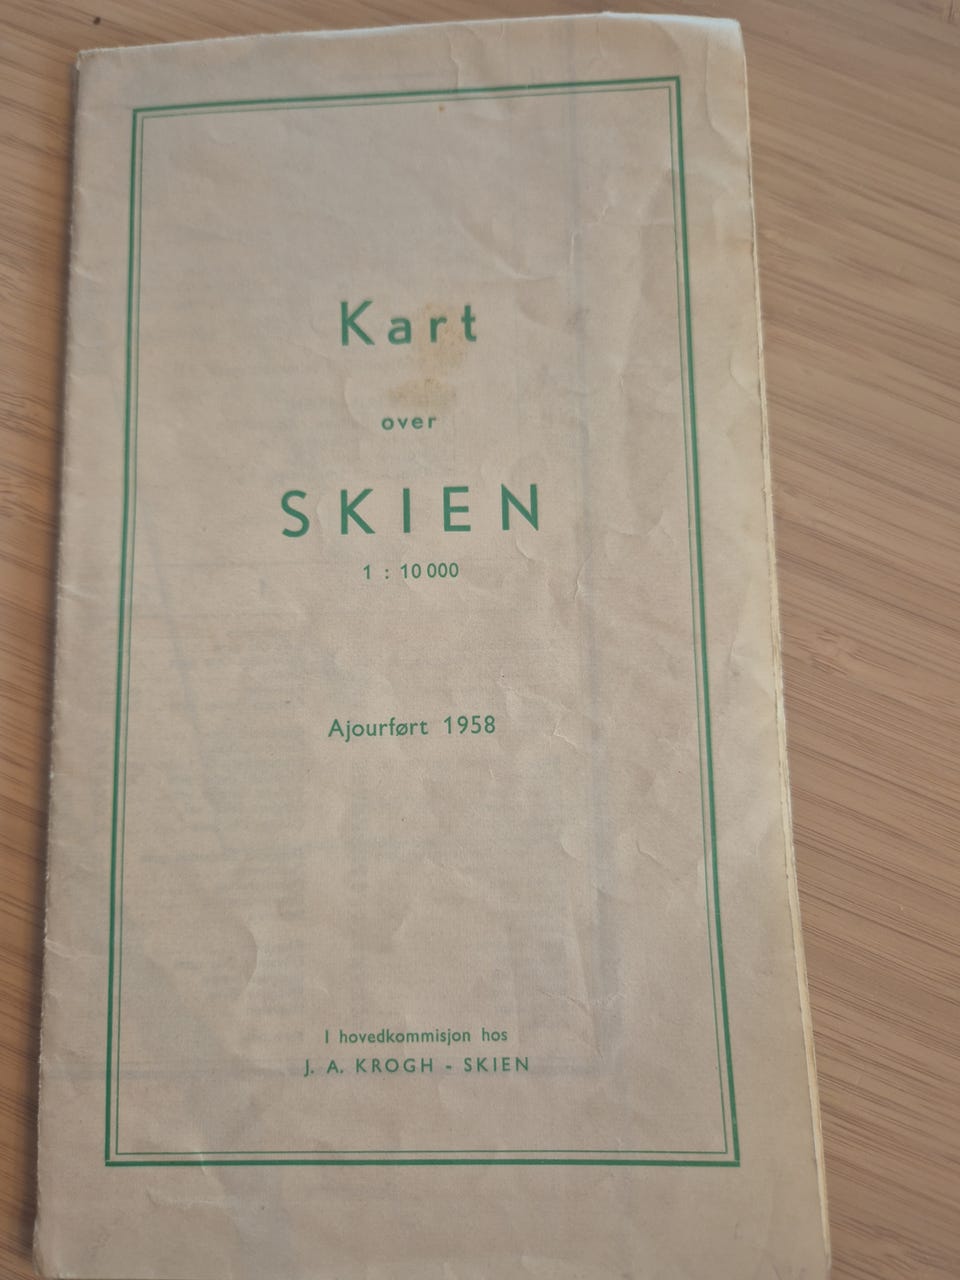 Kart
over
SKIEN
1 : 10 000
Ajourført 1958
I hovedkommisjon hos
J. A. KROGH - SKIEN